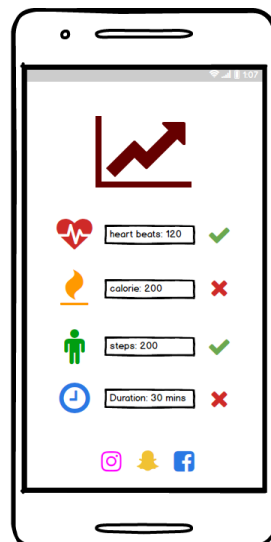 1:07
heart beats: 120
calorie: 200
steps: 200
Duration: 30 mins